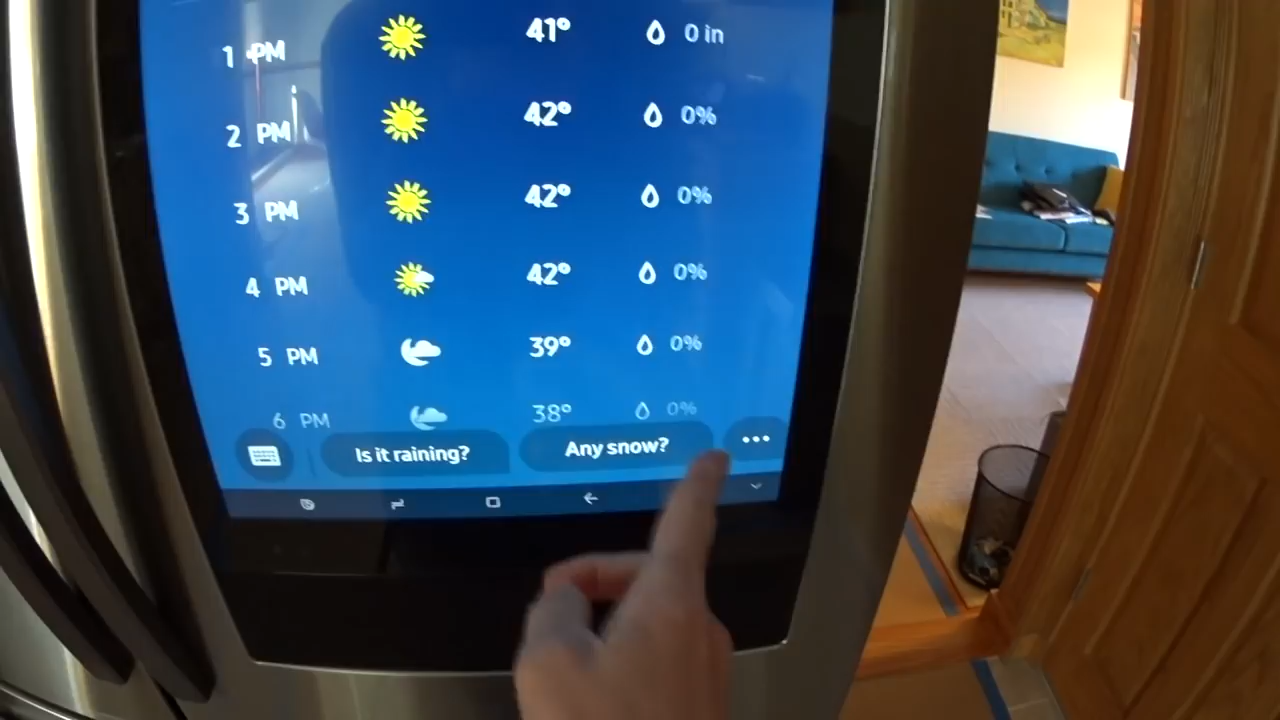 1 PM 41° 0 in
2 PM 42° 0%
3 PM 42° 0%
4 PM 42° 0%
5 PM 39° 0%
6 PM 38° 0%
Is it raining? Any snow? •••